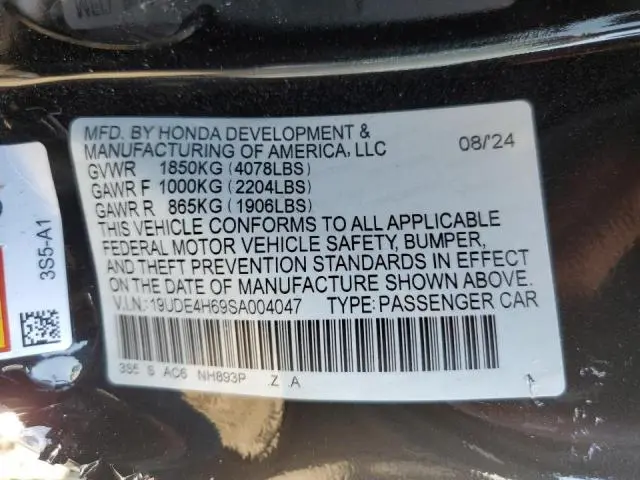 MFD. BY HONDA DEVELOPMENT &
MANUFACTURING OF AMERICA, LLC 08/'24
GVWR 1850KG (4078LBS)
GAWR F 1000KG (2204LBS)
GAWR R 865KG (1906LBS)
THIS VEHICLE CONFORMS TO ALL APPLICABLE
FEDERAL MOTOR VEHICLE SAFETY, BUMPER,
AND THEFT PREVENTION STANDARDS IN EFFECT
ON THE DATE OF MANUFACTURE SHOWN ABOVE.
V.I.N.:19UDE4H69SA004047 TYPE:PASSENGER CAR
3S5 S AC6 NH893P Z A
3S5-A1